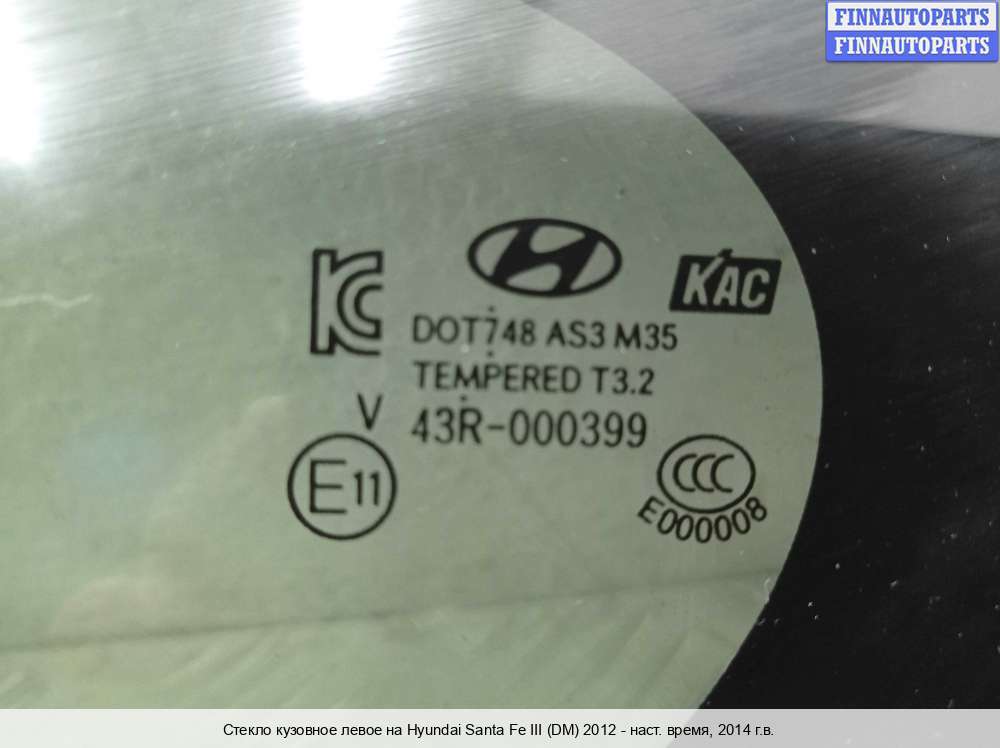 FINNAUTOPARTS
FINNAUTOPARTS
KC
KAC
DOT748 AS3 M35
TEMPERED T3.2
V
43R-000399
E11
CCC
E000008
Стекло кузовное левое на Hyundai Santa Fe III (DM) 2012 - наст. время, 2014 г.в.